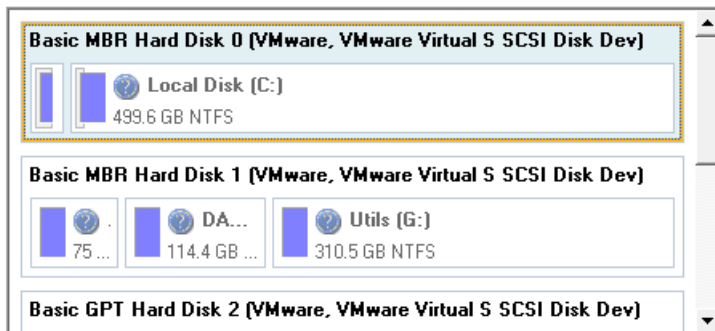 Basic MBR Hard Disk 0 (VMware, VMware Virtual S SCSI Disk Dev)
Local Disk (C:)
499.6 GB NTFS
Basic MBR Hard Disk 1 (VMware, VMware Virtual S SCSI Disk Dev)
. DA... Utils (G:)
75 ... 114.4 GB ... 310.5 GB NTFS
Basic GPT Hard Disk 2 (VMware, VMware Virtual S SCSI Disk Dev)